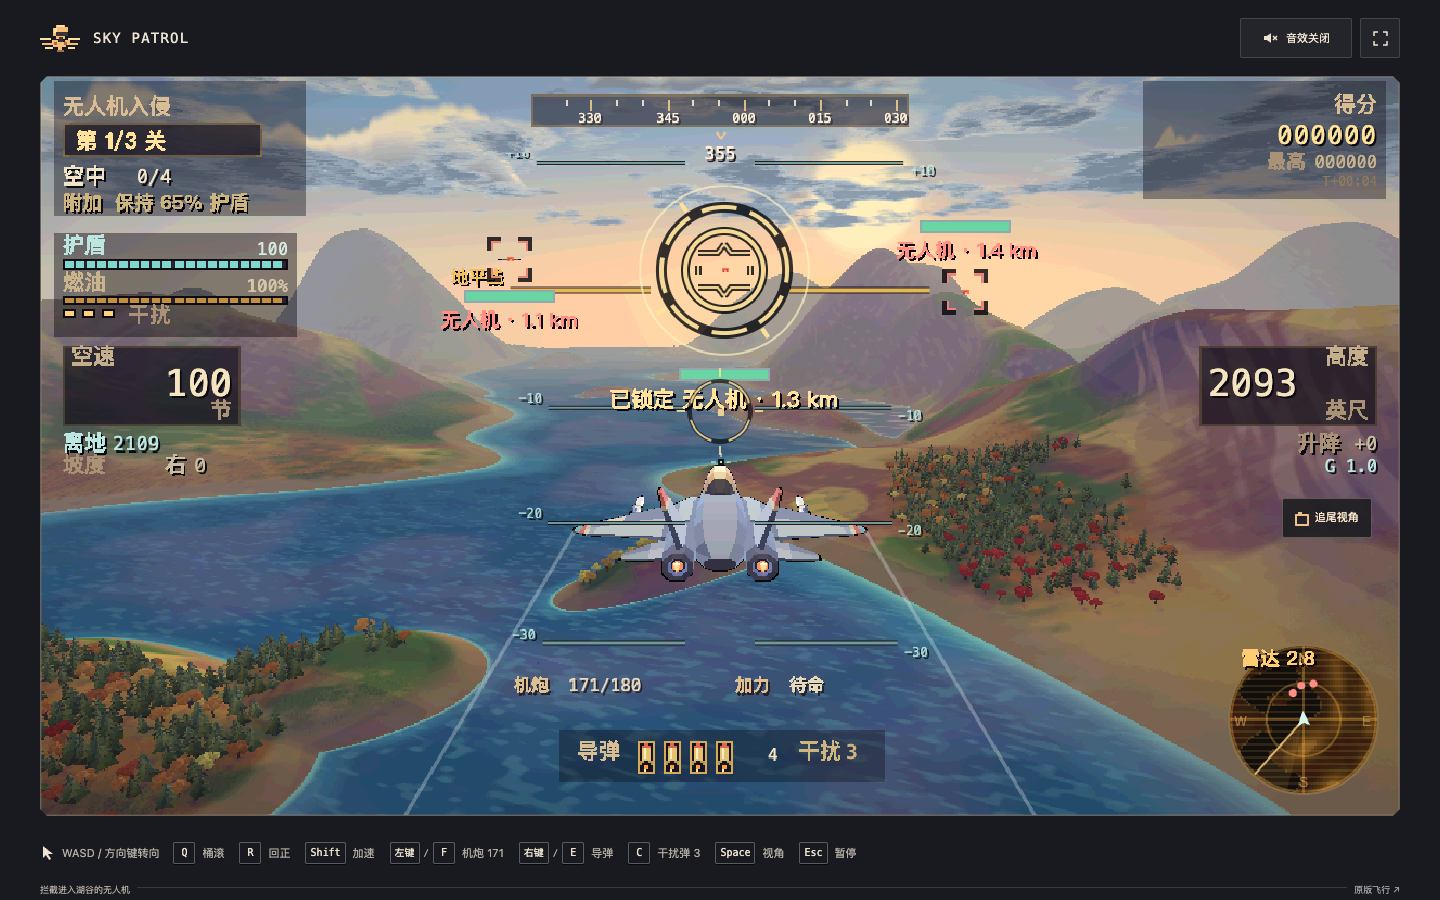 SKY PATROL
音效关闭
无人机入侵
第 1/3 关
空中 0/4
附加 保持 65% 护盾
护盾 100
燃油 100%
干扰
空速
100
节
离地 2109
坡度 右 0
330 345 000 015 030
355
+10 +10
地平线
无人机 · 1.1 km
无人机 · 1.4 km
已锁定 无人机 · 1.3 km
-10 -10
-20 -20
-30 -30
得分
000000
最高 000000
T+00:04
高度
2093
英尺
升降 +0
G 1.0
追尾视角
雷达 2.8
W E
S
机炮 171/180 加力 待命
导弹 4 干扰 3
WASD / 方向键转向 Q 桶滚 R 回正 Shift 加速 左键 / F 机炮 171 右键 / E 导弹 C 干扰弹 3 Space 视角 Esc 暂停
拦截进入湖谷的无人机
原版飞行 ↗